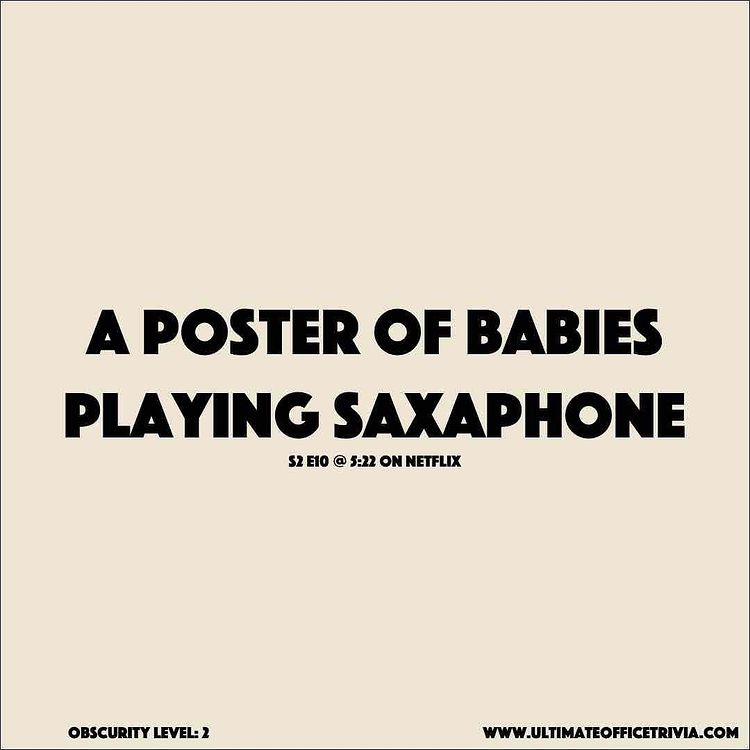 A POSTER OF BABIES
PLAYING SAXAPHONE
S2 E10 @ 5:22 ON NETFLIX
OBSCURITY LEVEL: 2
WWW.ULTIMATEOFFICETRIVIA.COM